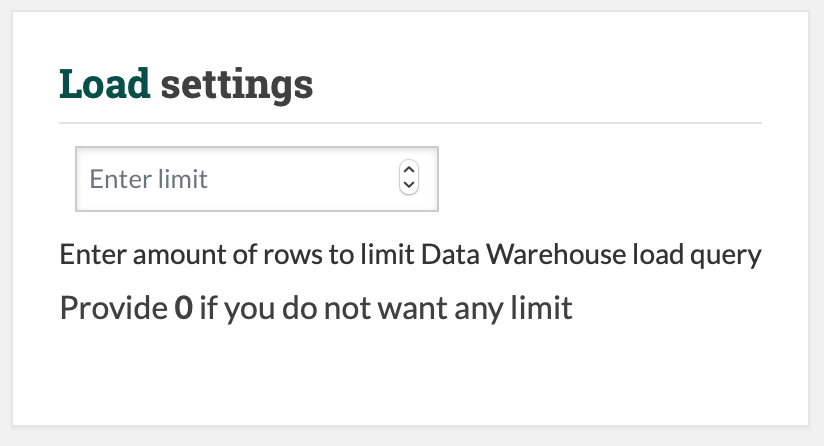 Load settings
Enter limit
Enter amount of rows to limit Data Warehouse load query
Provide 0 if you do not want any limit